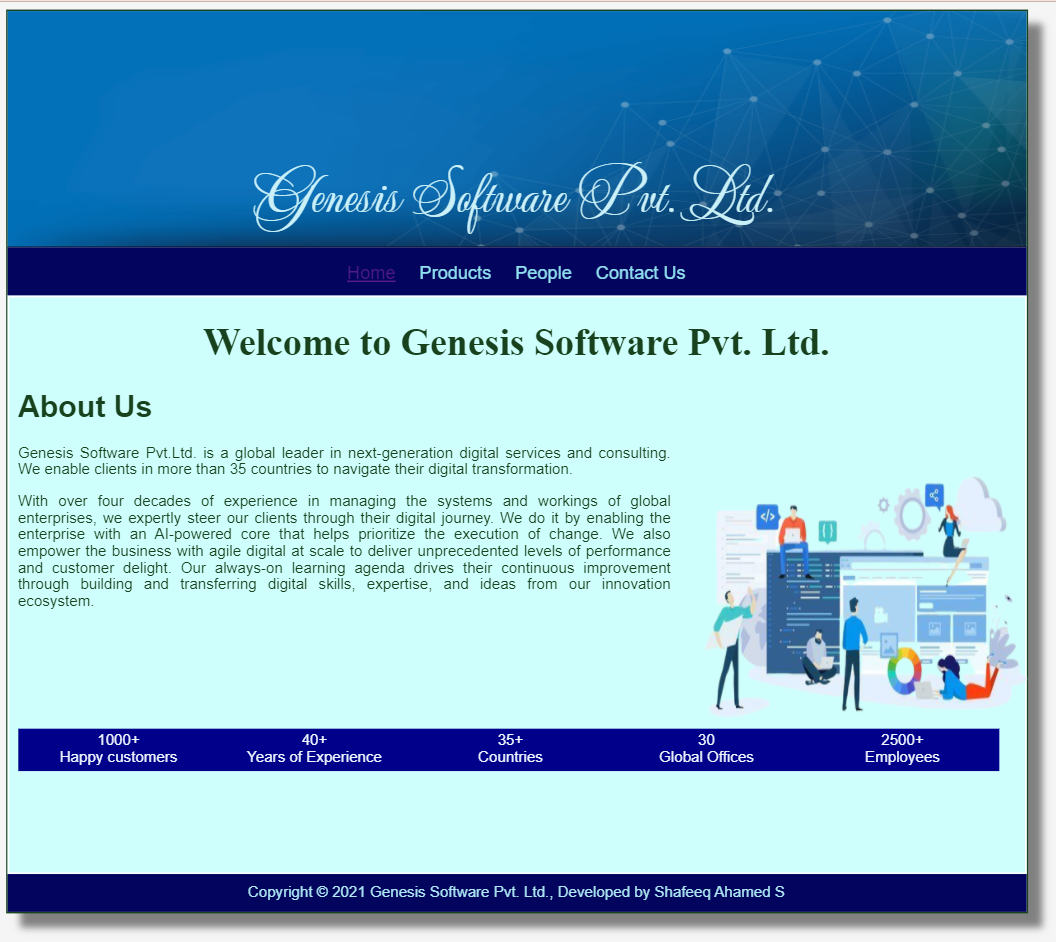 Genesis Software Pvt. Ltd.
Home Products People Contact Us
Welcome to Genesis Software Pvt. Ltd.
About Us
Genesis Software Pvt.Ltd. is a global leader in next-generation digital services and consulting.
We enable clients in more than 35 countries to navigate their digital transformation.
With over four decades of experience in managing the systems and workings of global
enterprises, we expertly steer our clients through their digital journey. We do it by enabling the
enterprise with an AI-powered core that helps prioritize the execution of change. We also
empower the business with agile digital at scale to deliver unprecedented levels of performance
and customer delight. Our always-on learning agenda drives their continuous improvement
through building and transferring digital skills, expertise, and ideas from our innovation
ecosystem.
</>
{}
1000+ 40+ 35+ 30 2500+
Happy customers Years of Experience Countries Global Offices Employees
Copyright © 2021 Genesis Software Pvt. Ltd., Developed by Shafeeq Ahamed S